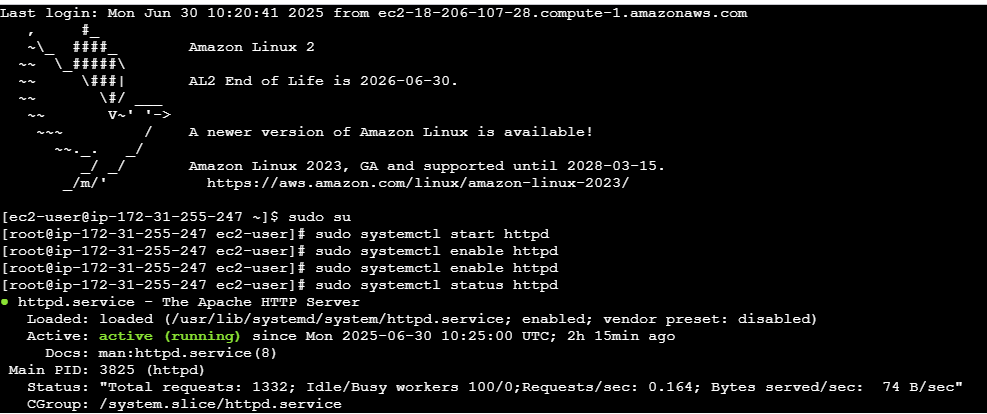 Last login: Mon Jun 30 10:20:41 2025 from ec2-18-206-107-28.compute-1.amazonaws.com
   ,     #_
   ~\_  ####_        Amazon Linux 2
  ~~  \_#####\
  ~~     \###|       AL2 End of Life is 2026-06-30.
  ~~       \#/ ___
   ~~       V~' '->
    ~~~         /    A newer version of Amazon Linux is available!
      ~~._.   _/
         _/ _/       Amazon Linux 2023, GA and supported until 2028-03-15.
       _/m/'           https://aws.amazon.com/linux/amazon-linux-2023/
[ec2-user@ip-172-31-255-247 ~]$ sudo su
[root@ip-172-31-255-247 ec2-user]# sudo systemctl start httpd
[root@ip-172-31-255-247 ec2-user]# sudo systemctl enable httpd
[root@ip-172-31-255-247 ec2-user]# sudo systemctl enable httpd
[root@ip-172-31-255-247 ec2-user]# sudo systemctl status httpd
● httpd.service - The Apache HTTP Server
   Loaded: loaded (/usr/lib/systemd/system/httpd.service; enabled; vendor preset: disabled)
   Active: active (running) since Mon 2025-06-30 10:25:00 UTC; 2h 15min ago
     Docs: man:httpd.service(8)
 Main PID: 3825 (httpd)
   Status: "Total requests: 1332; Idle/Busy workers 100/0;Requests/sec: 0.164; Bytes served/sec:  74 B/sec"
   CGroup: /system.slice/httpd.service